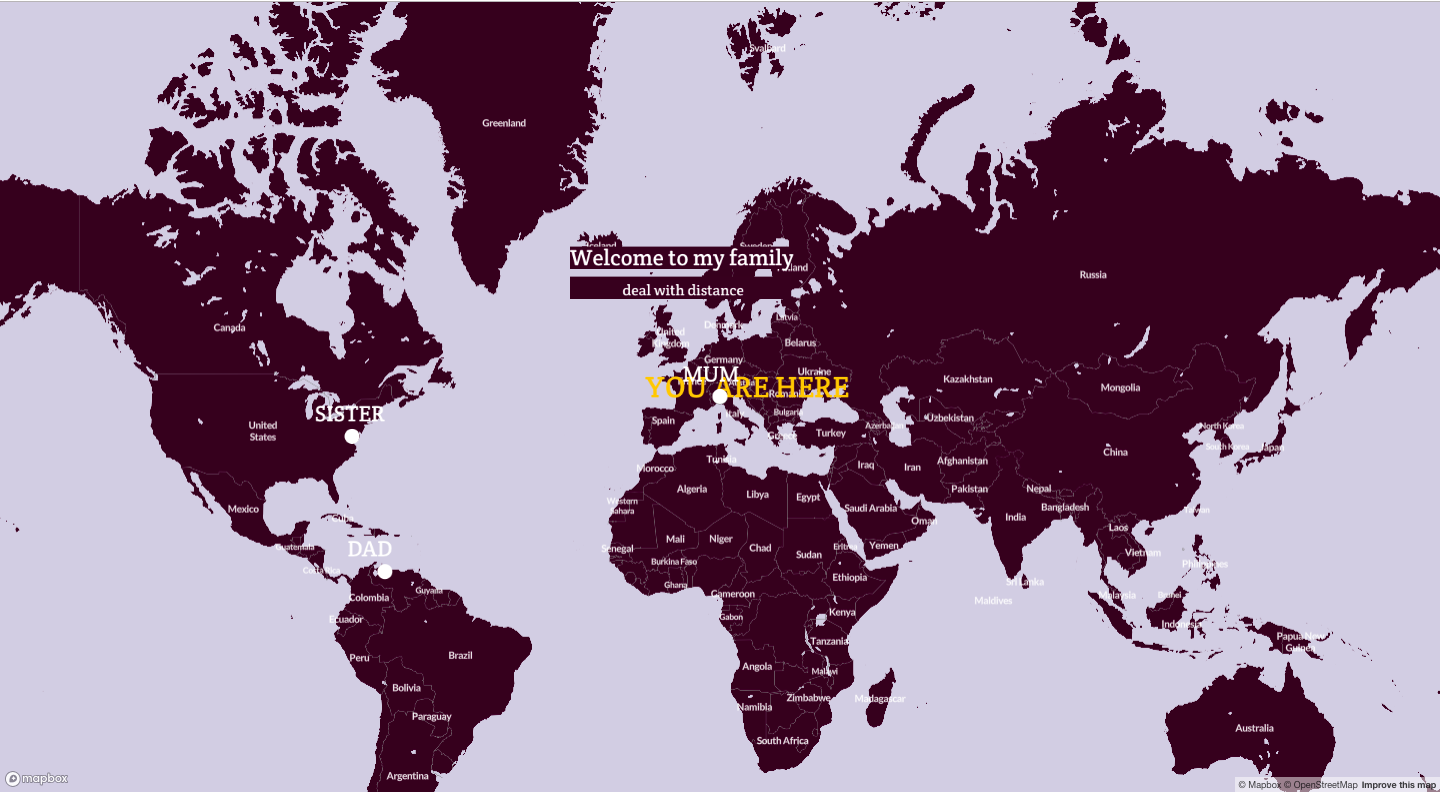 Svalbard
Greenland
Iceland
Sweden
Welcome to my family
Russia
deal with distance
Latvia
Denmark
Canada
United
Kingdom
Belarus
Germany
MUM
Ukraine
Kazakhstan
Mongolia
YOU ARE HERE
Romania
SISTER
Italy
Bulgaria
Spain
Uzbekistan
United
States
Greece
Turkey
Azerbaijan
North Korea
South Korea
Japan
China
Tunisia
Morocco
Iraq
Iran
Afghanistan
Algeria
Libya
Egypt
Pakistan
Nepal
Mexico
Western
Sahara
Saudi Arabia
Bangladesh
India
Taiwan
Cuba
Oman
Laos
Mali
Niger
Chad
Sudan
Eritrea
Yemen
Vietnam
Guatemala
DAD
Senegal
Burkina Faso
Philippines
Costa Rica
Ghana
Ethiopia
Sri Lanka
Colombia
Guyana
Cameroon
Maldives
Malaysia
Brunei
Ecuador
Gabon
Kenya
Indonesia
Peru
Brazil
Tanzania
Papua New
Guinea
Angola
Malawi
Bolivia
Zimbabwe
Madagascar
Namibia
Paraguay
South Africa
Australia
Argentina
mapbox
© Mapbox © OpenStreetMap Improve this map